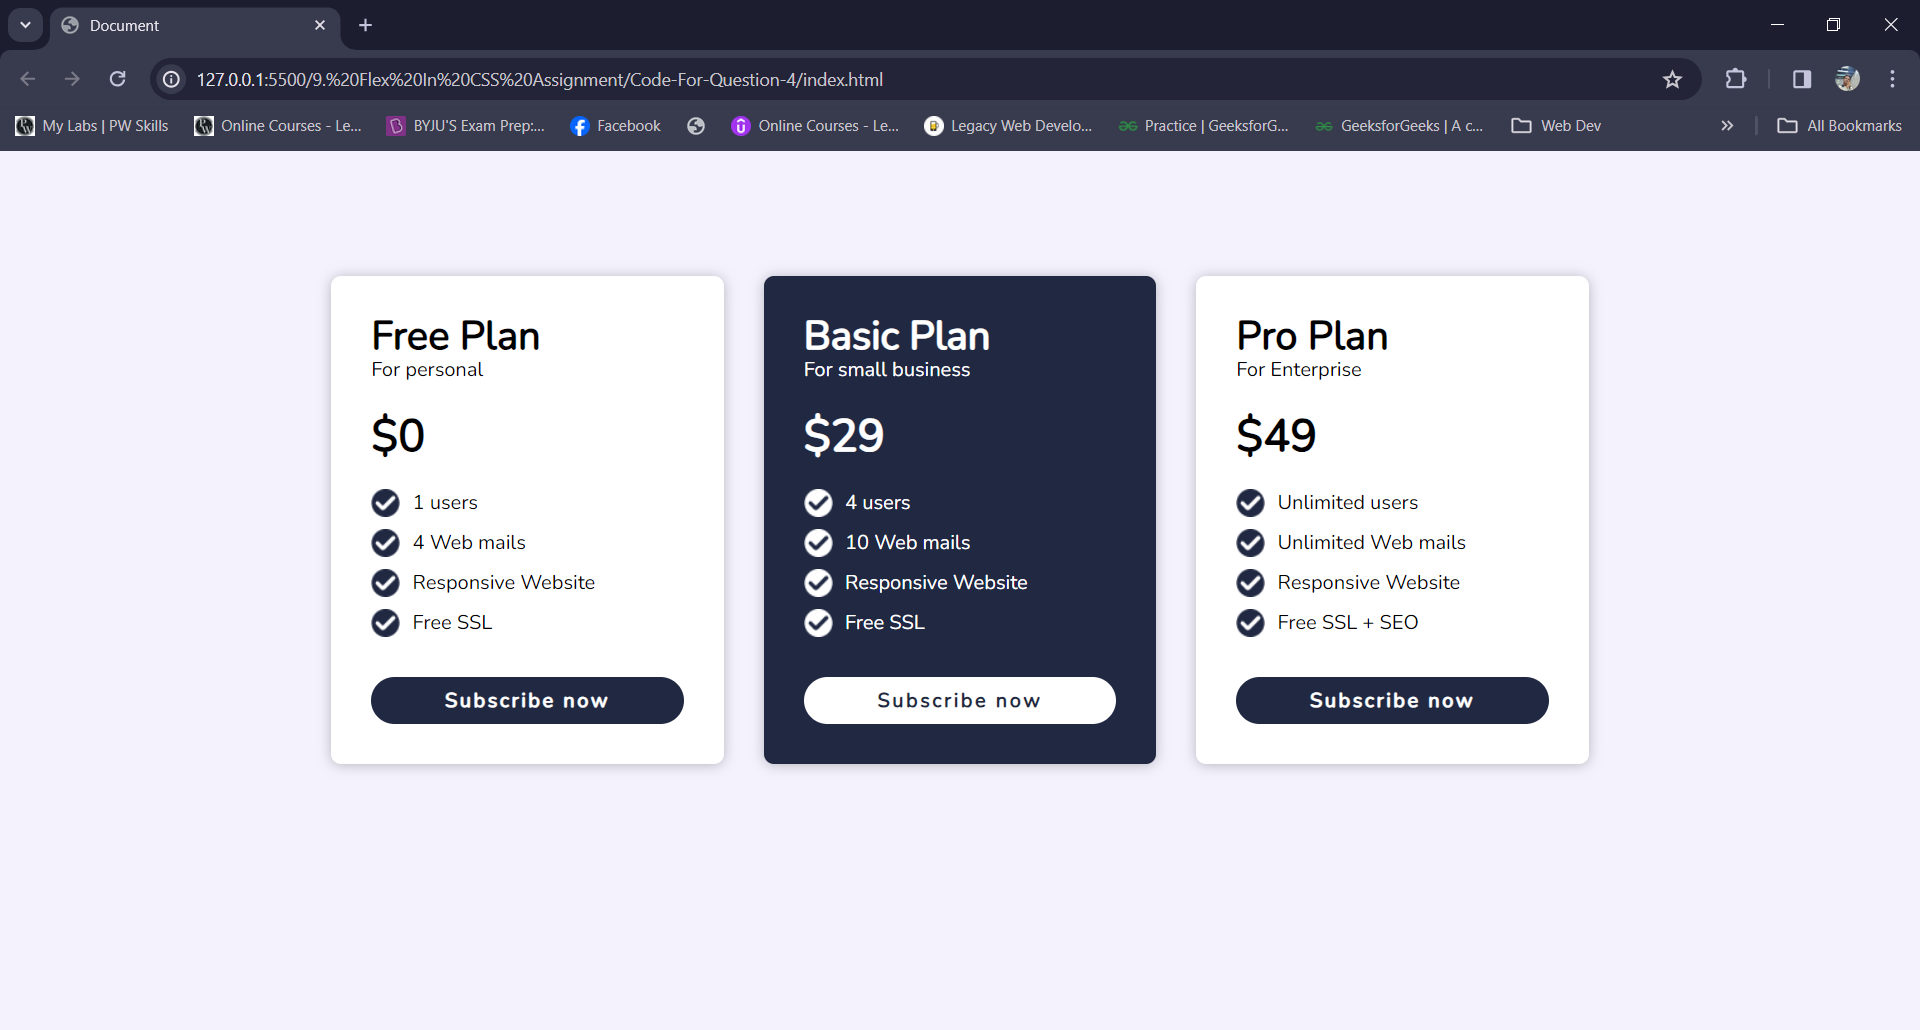 Document
127.0.0.1:5500/9.%20Flex%20In%20CSS%20Assignment/Code-For-Question-4/index.html
My Labs | PW Skills
Online Courses - Le...
BYJU'S Exam Prep:...
Facebook
Online Courses - Le...
Legacy Web Develo...
Practice | GeeksforG...
GeeksforGeeks | A c...
Web Dev
All Bookmarks
Free Plan
For personal
$0
1 users
4 Web mails
Responsive Website
Free SSL
Subscribe now
Basic Plan
For small business
$29
4 users
10 Web mails
Responsive Website
Free SSL
Subscribe now
Pro Plan
For Enterprise
$49
Unlimited users
Unlimited Web mails
Responsive Website
Free SSL + SEO
Subscribe now